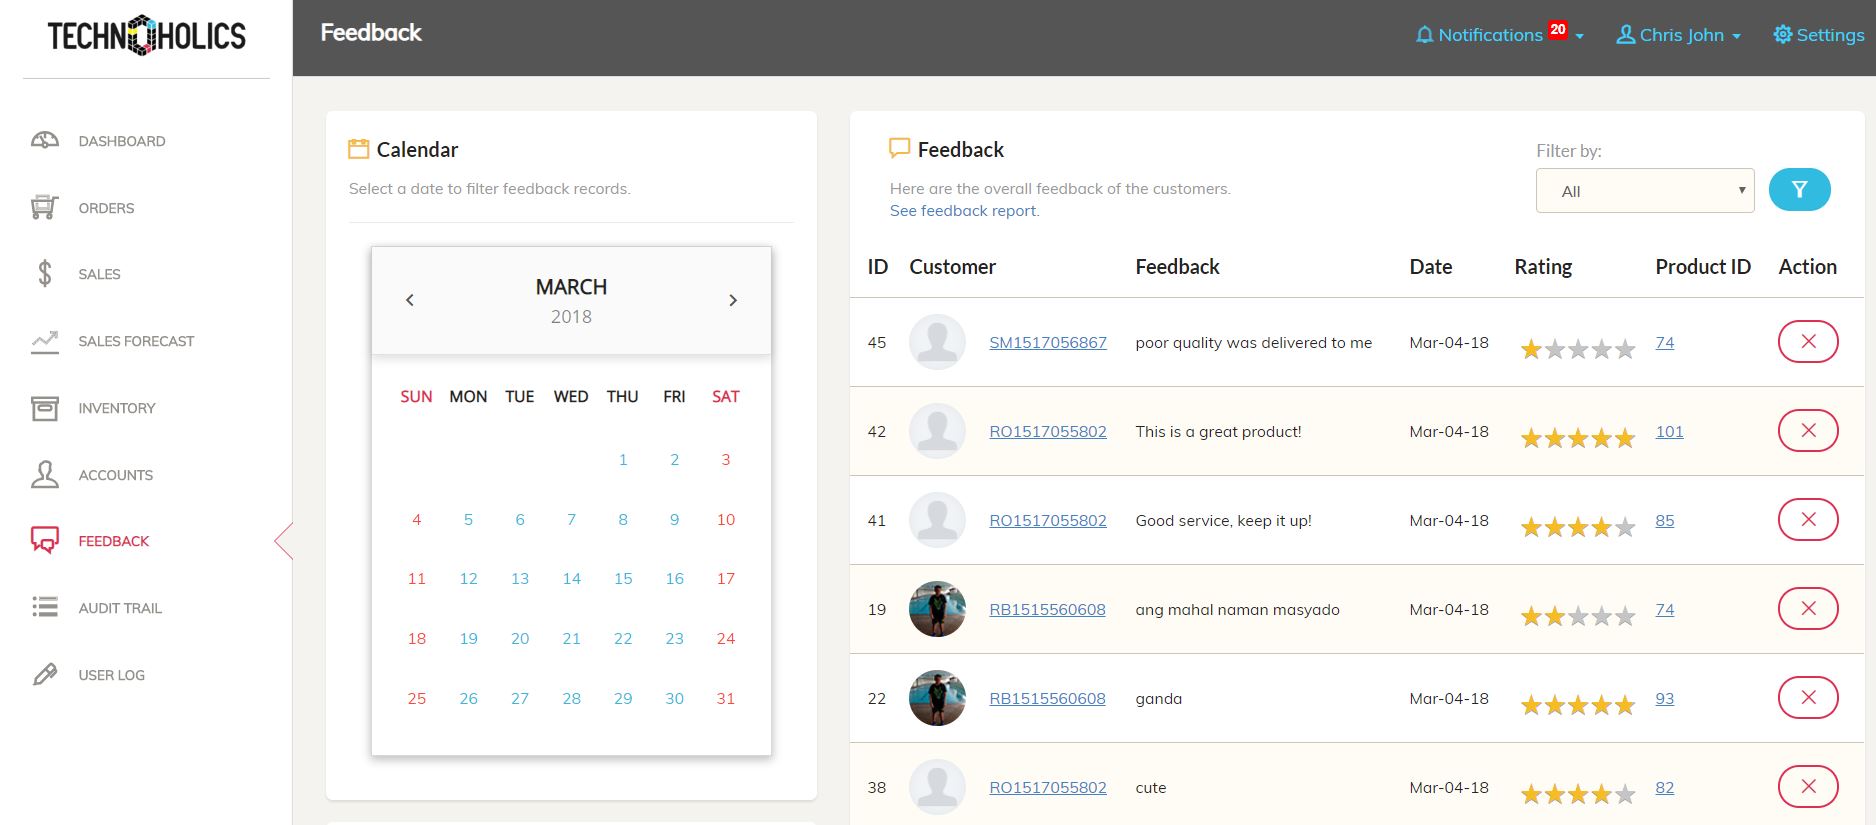 TECHNOHOLICS
Feedback
Notifications 20
Chris John
Settings
DASHBOARD
ORDERS
SALES
SALES FORECAST
INVENTORY
ACCOUNTS
FEEDBACK
AUDIT TRAIL
USER LOG
Calendar
Select a date to filter feedback records.
MARCH
2018
SUN MON TUE WED THU FRI SAT
1 2 3
4 5 6 7 8 9 10
11 12 13 14 15 16 17
18 19 20 21 22 23 24
25 26 27 28 29 30 31
Feedback
Here are the overall feedback of the customers.
See feedback report.
Filter by:
All
ID Customer Feedback Date Rating Product ID Action
45 SM1517056867 poor quality was delivered to me Mar-04-18 74
42 RO1517055802 This is a great product! Mar-04-18 101
41 RO1517055802 Good service, keep it up! Mar-04-18 85
19 RB1515560608 ang mahal naman masyado Mar-04-18 74
22 RB1515560608 ganda Mar-04-18 93
38 RO1517055802 cute Mar-04-18 82